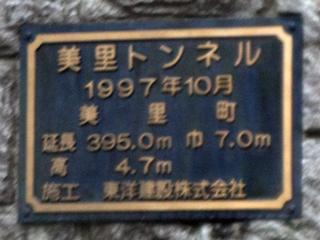 美里トンネル
1997年10月
美里町
延長 395.0m 巾 7.0m
高 4.7m
施工 東洋建設株式会社